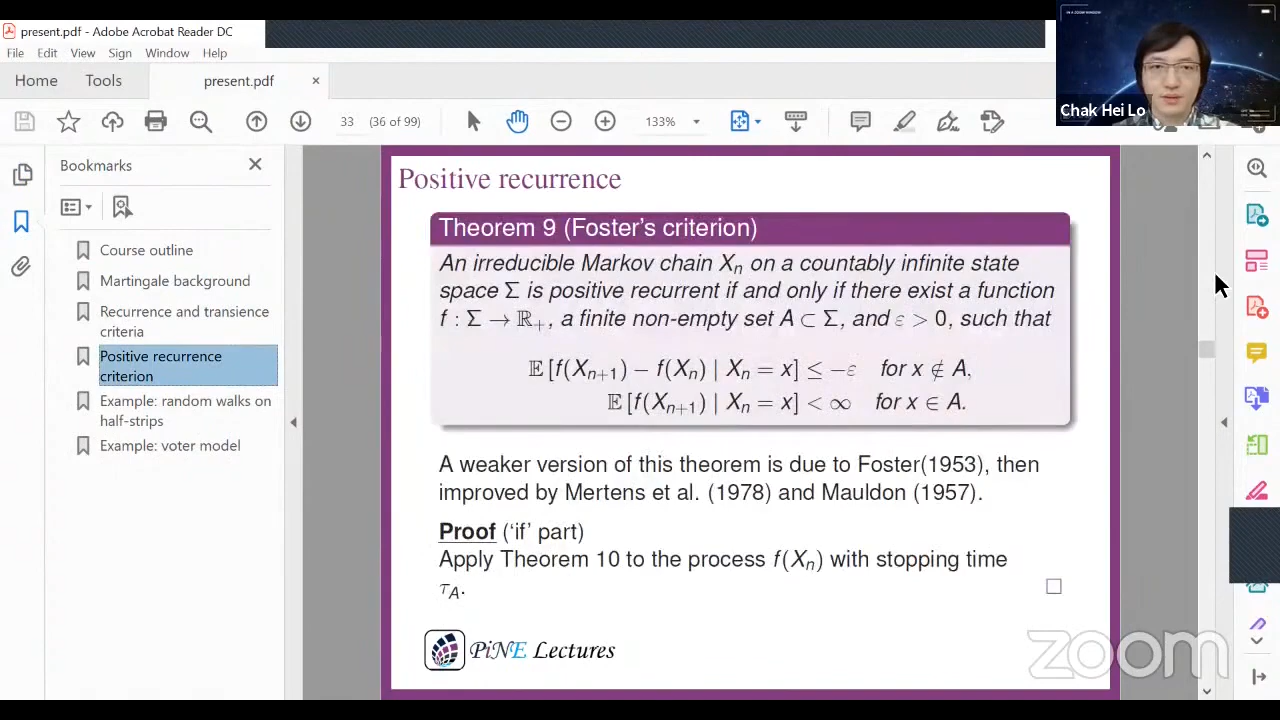 present.pdf - Adobe Acrobat Reader DC
File Edit View Sign Window Help
Home Tools present.pdf ×
33 (36 of 99) 133%
IN A ZOOM WINDOW
Chak Hei Lo
Bookmarks
Course outline
Martingale background
Recurrence and transience
criteria
Positive recurrence
criterion
Example: random walks on
half-strips
Example: voter model
Positive recurrence
Theorem 9 (Foster's criterion)
An irreducible Markov chain Xₙ on a countably infinite state
space Σ is positive recurrent if and only if there exist a function
f : Σ → ℝ₊, a finite non-empty set A ⊂ Σ, and ε > 0, such that
𝔼 [f(Xₙ₊₁) − f(Xₙ) | Xₙ = x] ≤ −ε for x ∉ A,
𝔼 [f(Xₙ₊₁) | Xₙ = x] < ∞ for x ∈ A.
A weaker version of this theorem is due to Foster(1953), then
improved by Mertens et al. (1978) and Mauldon (1957).
Proof ('if' part)
Apply Theorem 10 to the process f(Xₙ) with stopping time
τ_A. □
PiNE Lectures
zoom